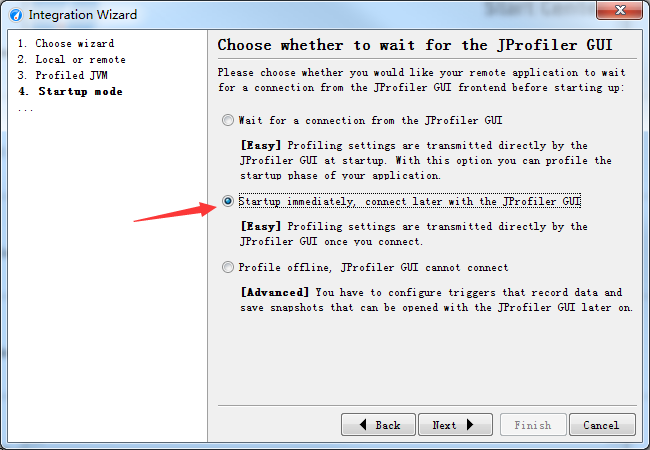 Start Cent
Integration Wizard
1. Choose wizard
2. Local or remote
3. Profiled JVM
4. Startup mode
...
Choose whether to wait for the JProfiler GUI
Please choose whether you would like your remote application to wait
for a connection from the JProfiler GUI frontend before starting up:
Wait for a connection from the JProfiler GUI
[Easy] Profiling settings are transmitted directly by the
JProfiler GUI at startup. With this option you can profile the
startup phase of your application.
Startup immediately, connect later with the JProfiler GUI
[Easy] Profiling settings are transmitted directly by the
JProfiler GUI once you connect.
Profile offline, JProfiler GUI cannot connect
[Advanced] You have to configure triggers that record data and
save snapshots that can be opened with the JProfiler GUI later on.
Back
Next
Finish
Cancel